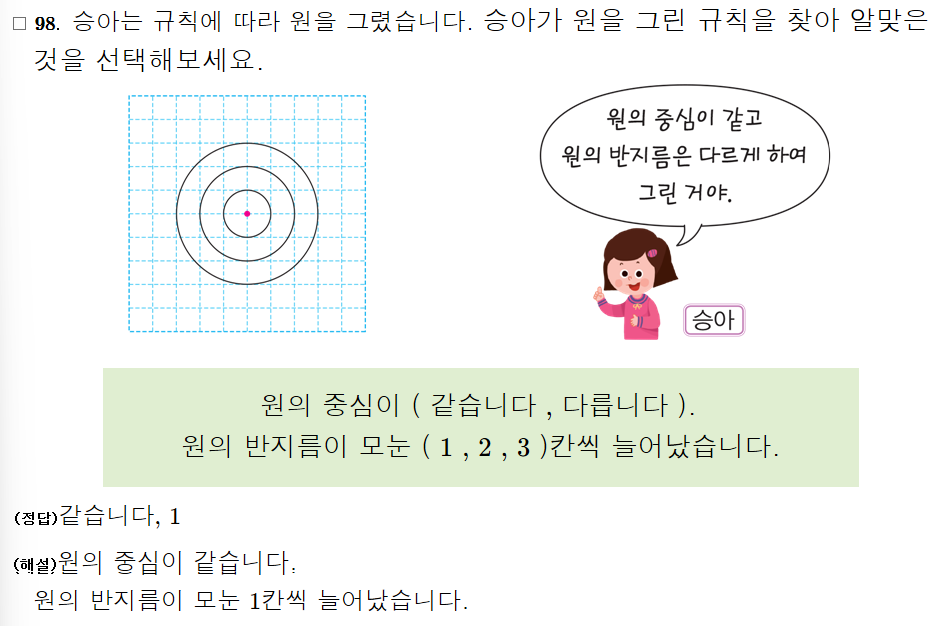 □ 98. 승아는 규칙에 따라 원을 그렸습니다. 승아가 원을 그린 규칙을 찾아 알맞은
것을 선택해보세요.
원의 중심이 같고
원의 반지름은 다르게 하여
그린 거야.
승아
원의 중심이 ( 같습니다 , 다릅니다 ).
원의 반지름이 모눈 ( 1 , 2 , 3 )칸씩 늘어났습니다.
(정답)같습니다, 1
(해설)원의 중심이 같습니다.
원의 반지름이 모눈 1칸씩 늘어났습니다.